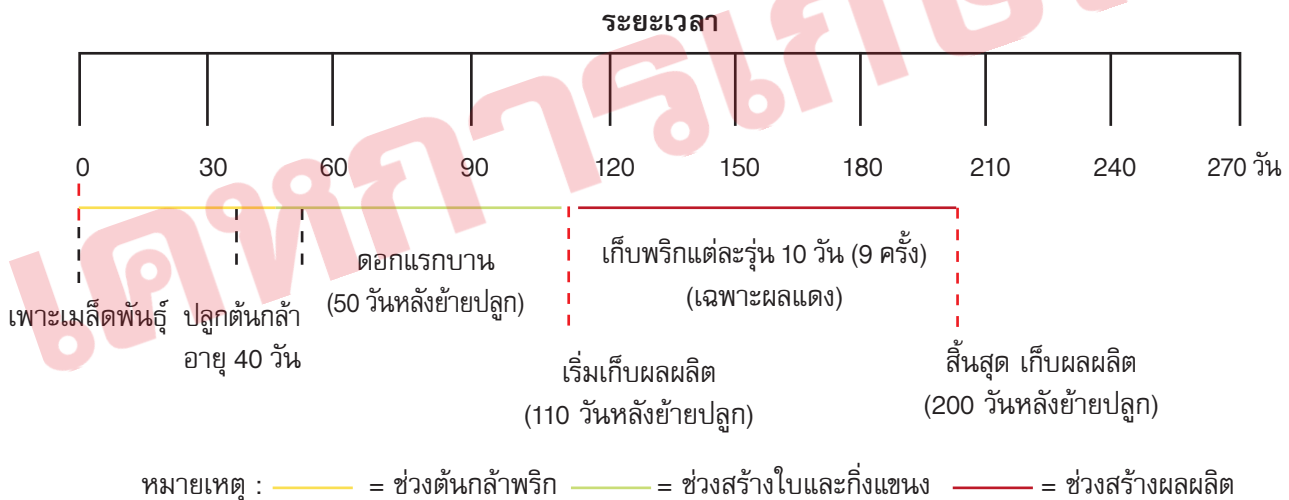 ระยะเวลา
0 30 60 90 120 150 180 210 240 270 วัน
เพาะเมล็ดพันธุ์
ปลูกต้นกล้า
อายุ 40 วัน
ดอกแรกบาน
(50 วันหลังย้ายปลูก)
เริ่มเก็บผลผลิต
(110 วันหลังย้ายปลูก)
เก็บพริกแต่ละรุ่น 10 วัน (9 ครั้ง)
(เฉพาะผลแดง)
สิ้นสุด เก็บผลผลิต
(200 วันหลังย้ายปลูก)
หมายเหตุ : = ช่วงต้นกล้าพริก = ช่วงสร้างใบและกิ่งแขนง = ช่วงสร้างผลผลิต